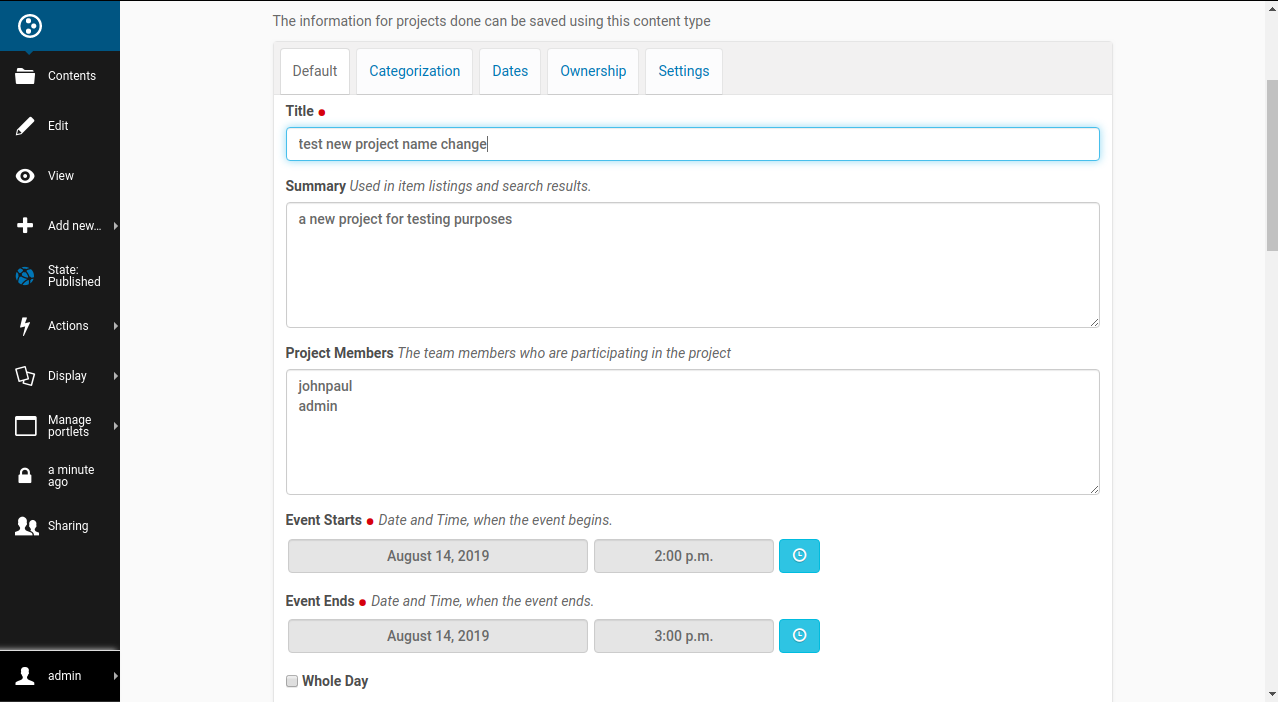 The information for projects done can be saved using this content type
Default
Categorization
Dates
Ownership
Settings
Title
test new project name change
Summary Used in item listings and search results.
a new project for testing purposes
Project Members The team members who are participating in the project
johnpaul
admin
Event Starts Date and Time, when the event begins.
August 14, 2019
2:00 p.m.
Event Ends Date and Time, when the event ends.
August 14, 2019
3:00 p.m.
Whole Day
Contents
Edit
View
Add new...
State:
Published
Actions
Display
Manage
portlets
a minute
ago
Sharing
admin